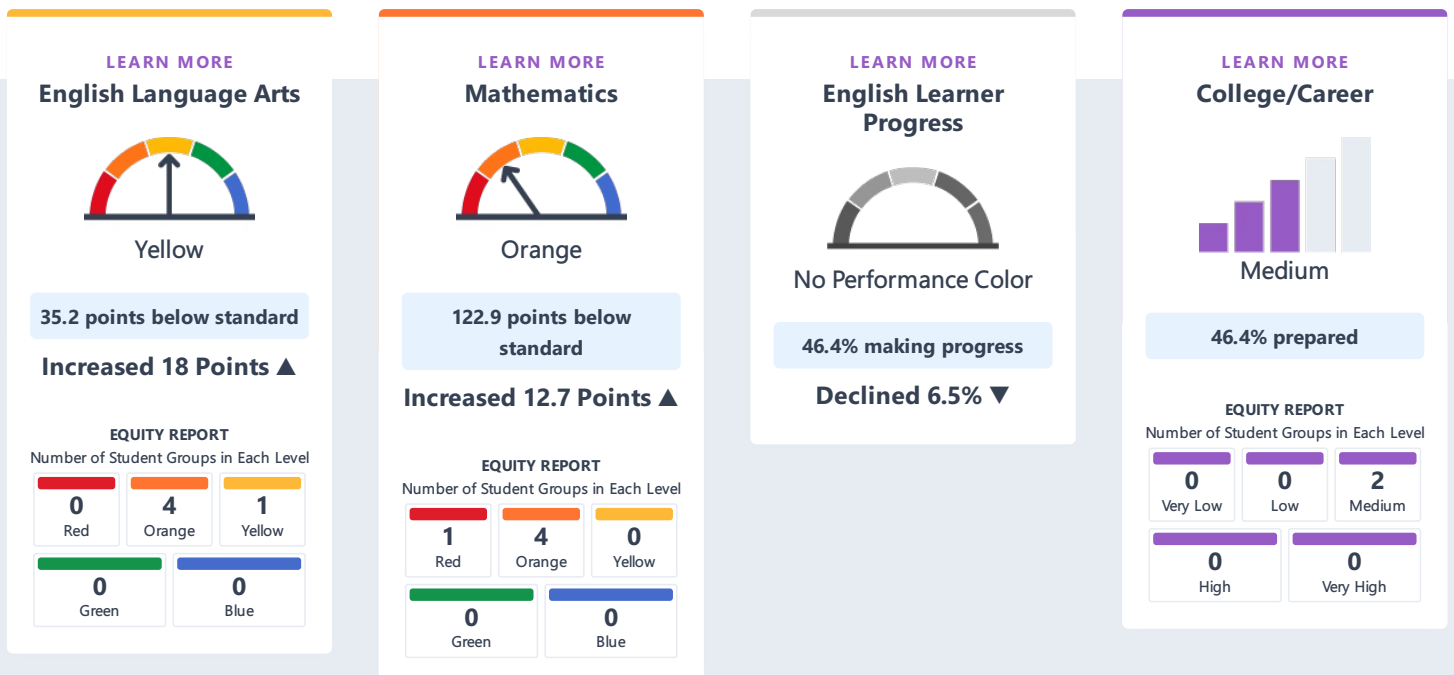 LEARN MORE
English Language Arts
Yellow
35.2 points below standard
Increased 18 Points ▲
EQUITY REPORT
Number of Student Groups in Each Level
0
Red
4
Orange
1
Yellow
0
Green
0
Blue
LEARN MORE
Mathematics
Orange
122.9 points below
standard
Increased 12.7 Points ▲
EQUITY REPORT
Number of Student Groups in Each Level
1
Red
4
Orange
0
Yellow
0
Green
0
Blue
LEARN MORE
English Learner
Progress
No Performance Color
46.4% making progress
Declined 6.5% ▼
LEARN MORE
College/Career
Medium
46.4% prepared
EQUITY REPORT
Number of Student Groups in Each Level
0
Very Low
0
Low
2
Medium
0
High
0
Very High